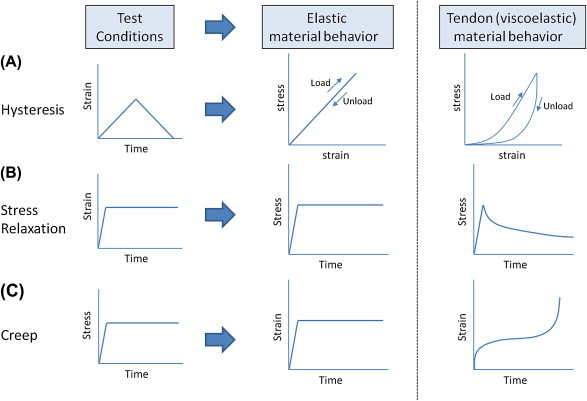 Test
Conditions
Elastic
material behavior
Tendon (viscoelastic)
material behavior
(A)
Hysteresis
Strain
Time
stress
Load
Unload
strain
Stress
Load
Unload
strain
(B)
Stress
Relaxation
Strain
Time
Stress
Time
Stress
Time
(C)
Creep
Stress
Time
Strain
Time
Strain
Time